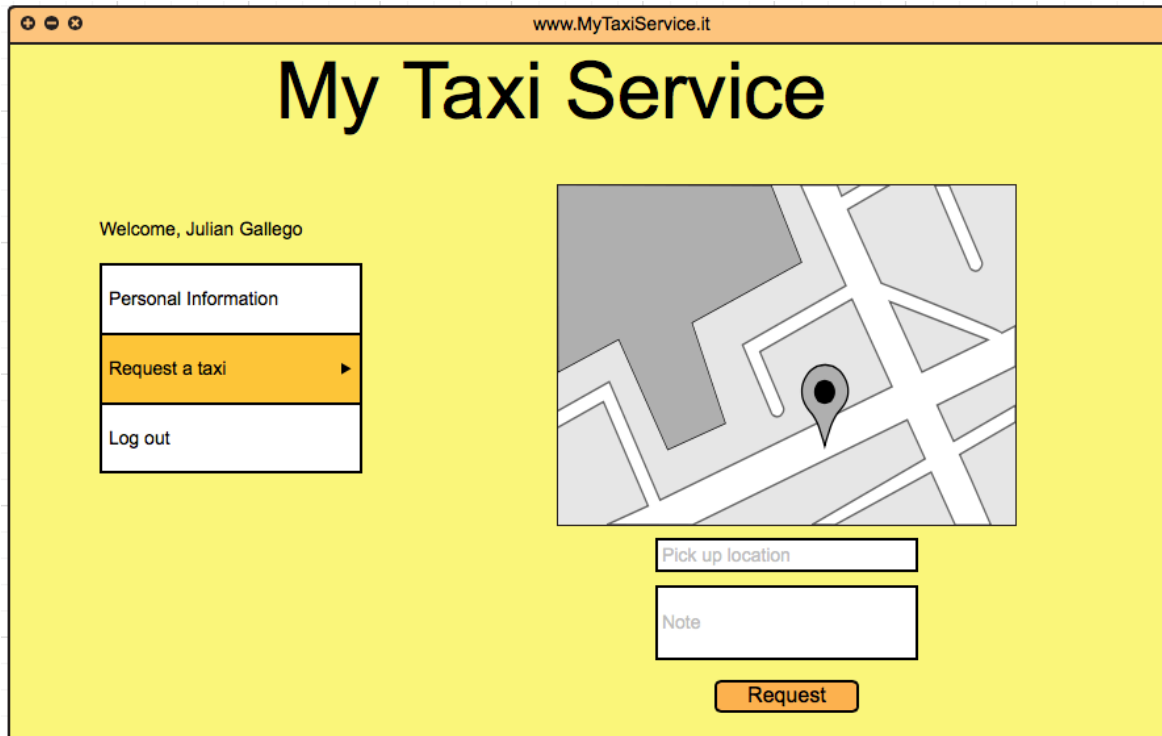 www.MyTaxiService.it
My Taxi Service
Welcome, Julian Gallego
Personal Information
Request a taxi
Log out
Pick up location
Note
Request